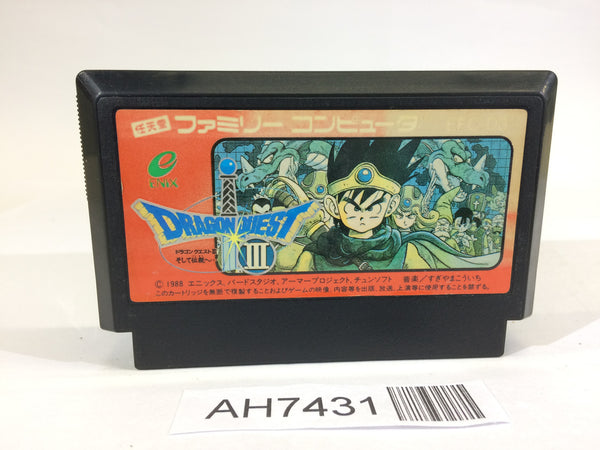 任天堂 ファミリー コンピュータ
ENIX
DRAGON QUEST
III
ドラゴンクエストⅢ
そして伝説へ…
© 1988 エニックス、バードスタジオ、アーマープロジェクト、チュンソフト 音楽／すぎやまこういち
このカートリッジを無断で複製することおよびゲームの映像、内容等を出版、放送、上演等に使用することを禁ずる。
AH7431